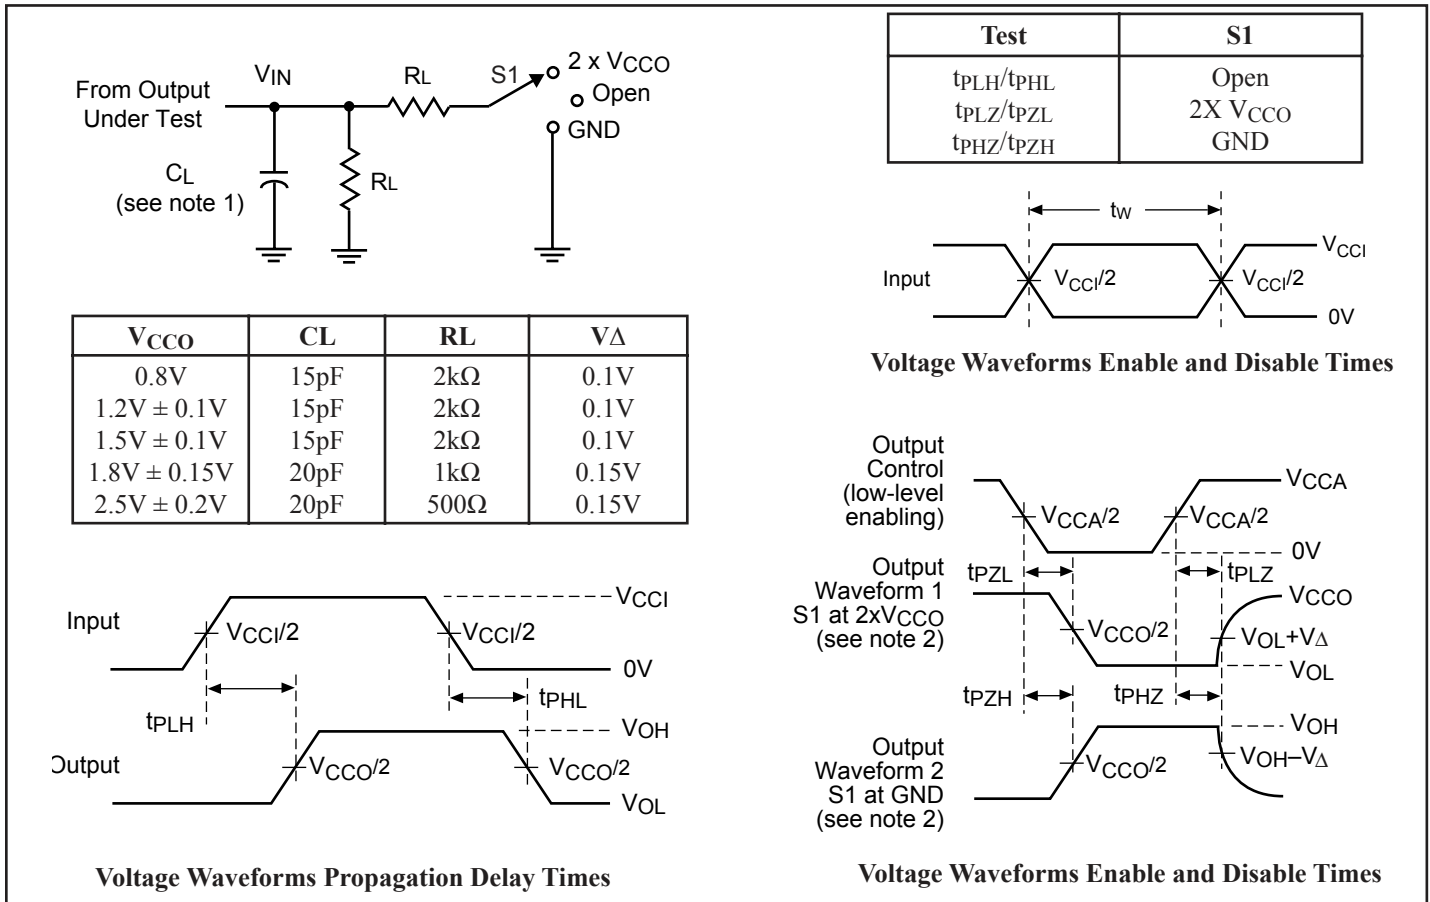 From Output
Under Test
VIN
RL
S1
2 x VCCO
Open
GND
CL
(see note 1)
RL
Test S1
tPLH/tPHL Open
tPLZ/tPZL 2X VCCO
tPHZ/tPZH GND
tW
Input
VCCI/2
VCCI/2
VCCI
0V
Voltage Waveforms Enable and Disable Times
VCCO CL RL VΔ
0.8V 15pF 2kΩ 0.1V
1.2V ± 0.1V 15pF 2kΩ 0.1V
1.5V ± 0.1V 15pF 2kΩ 0.1V
1.8V ± 0.15V 20pF 1kΩ 0.15V
2.5V ± 0.2V 20pF 500Ω 0.15V
Input
VCCI/2
VCCI/2
VCCI
0V
tPLH
tPHL
Output
VCCO/2
VCCO/2
VOH
VOL
Voltage Waveforms Propagation Delay Times
Output
Control
(low-level
enabling)
VCCA/2
VCCA/2
VCCA
0V
tPZL
tPLZ
Output
Waveform 1
S1 at 2xVCCO
(see note 2)
VCCO/2
VCCO
VOL+VΔ
VOL
tPZH
tPHZ
Output
Waveform 2
S1 at GND
(see note 2)
VCCO/2
VOH
VOH–VΔ
Voltage Waveforms Enable and Disable Times